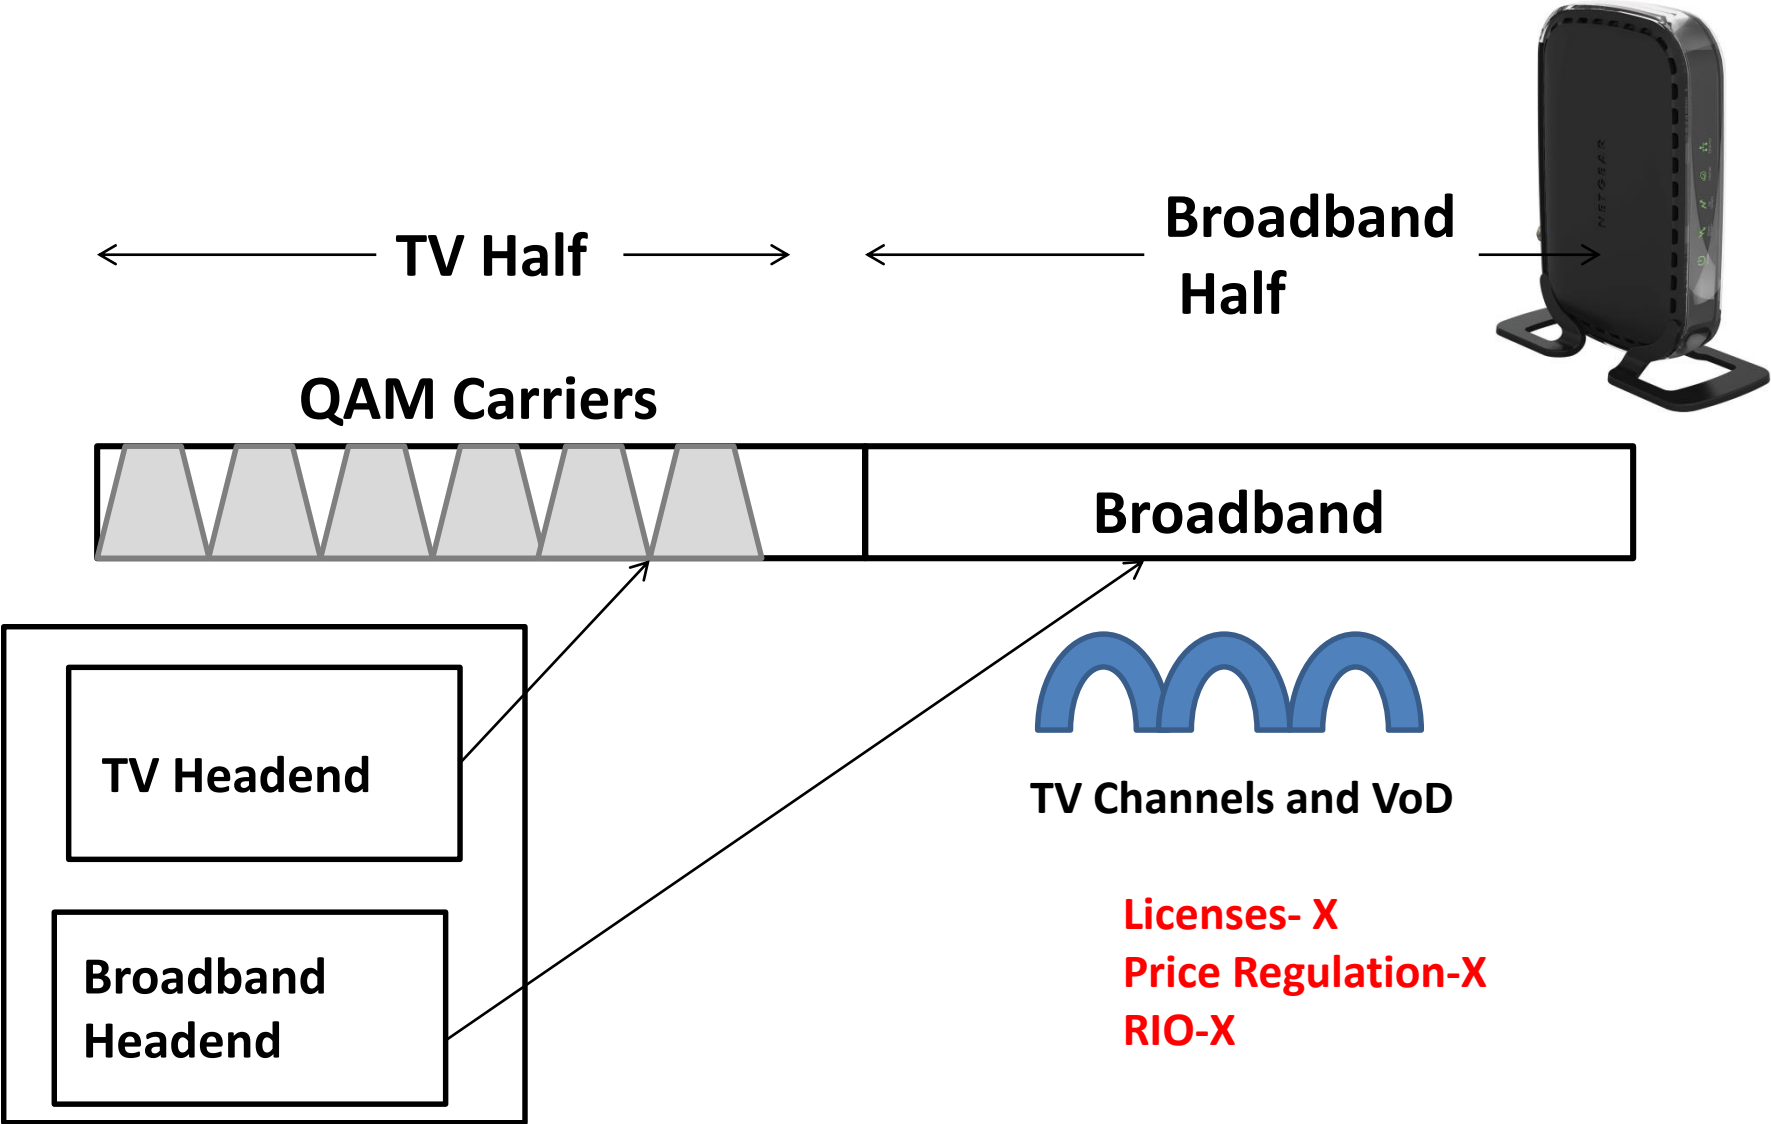 NETGEAR
Broadband
Half
TV Half
QAM Carriers
Broadband
TV Headend
Broadband
Headend
TV Channels and VoD
Licenses- X
Price Regulation-X
RIO-X